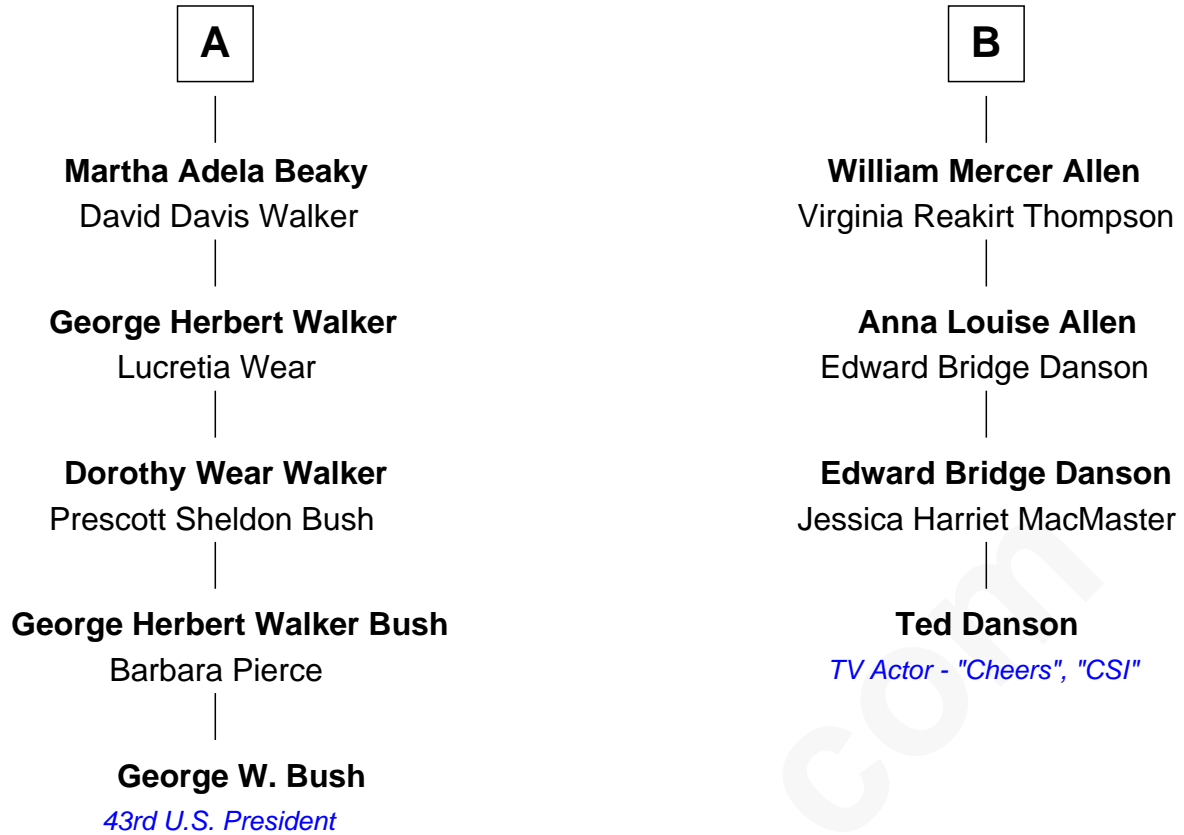 A
Martha Adela Beaky
David Davis Walker
George Herbert Walker
Lucretia Wear
Dorothy Wear Walker
Prescott Sheldon Bush
George Herbert Walker Bush
Barbara Pierce
George W. Bush
43rd U.S. President
B
William Mercer Allen
Virginia Reakirt Thompson
Anna Louise Allen
Edward Bridge Danson
Edward Bridge Danson
Jessica Harriet MacMaster
Ted Danson
TV Actor - "Cheers", "CSI"
com